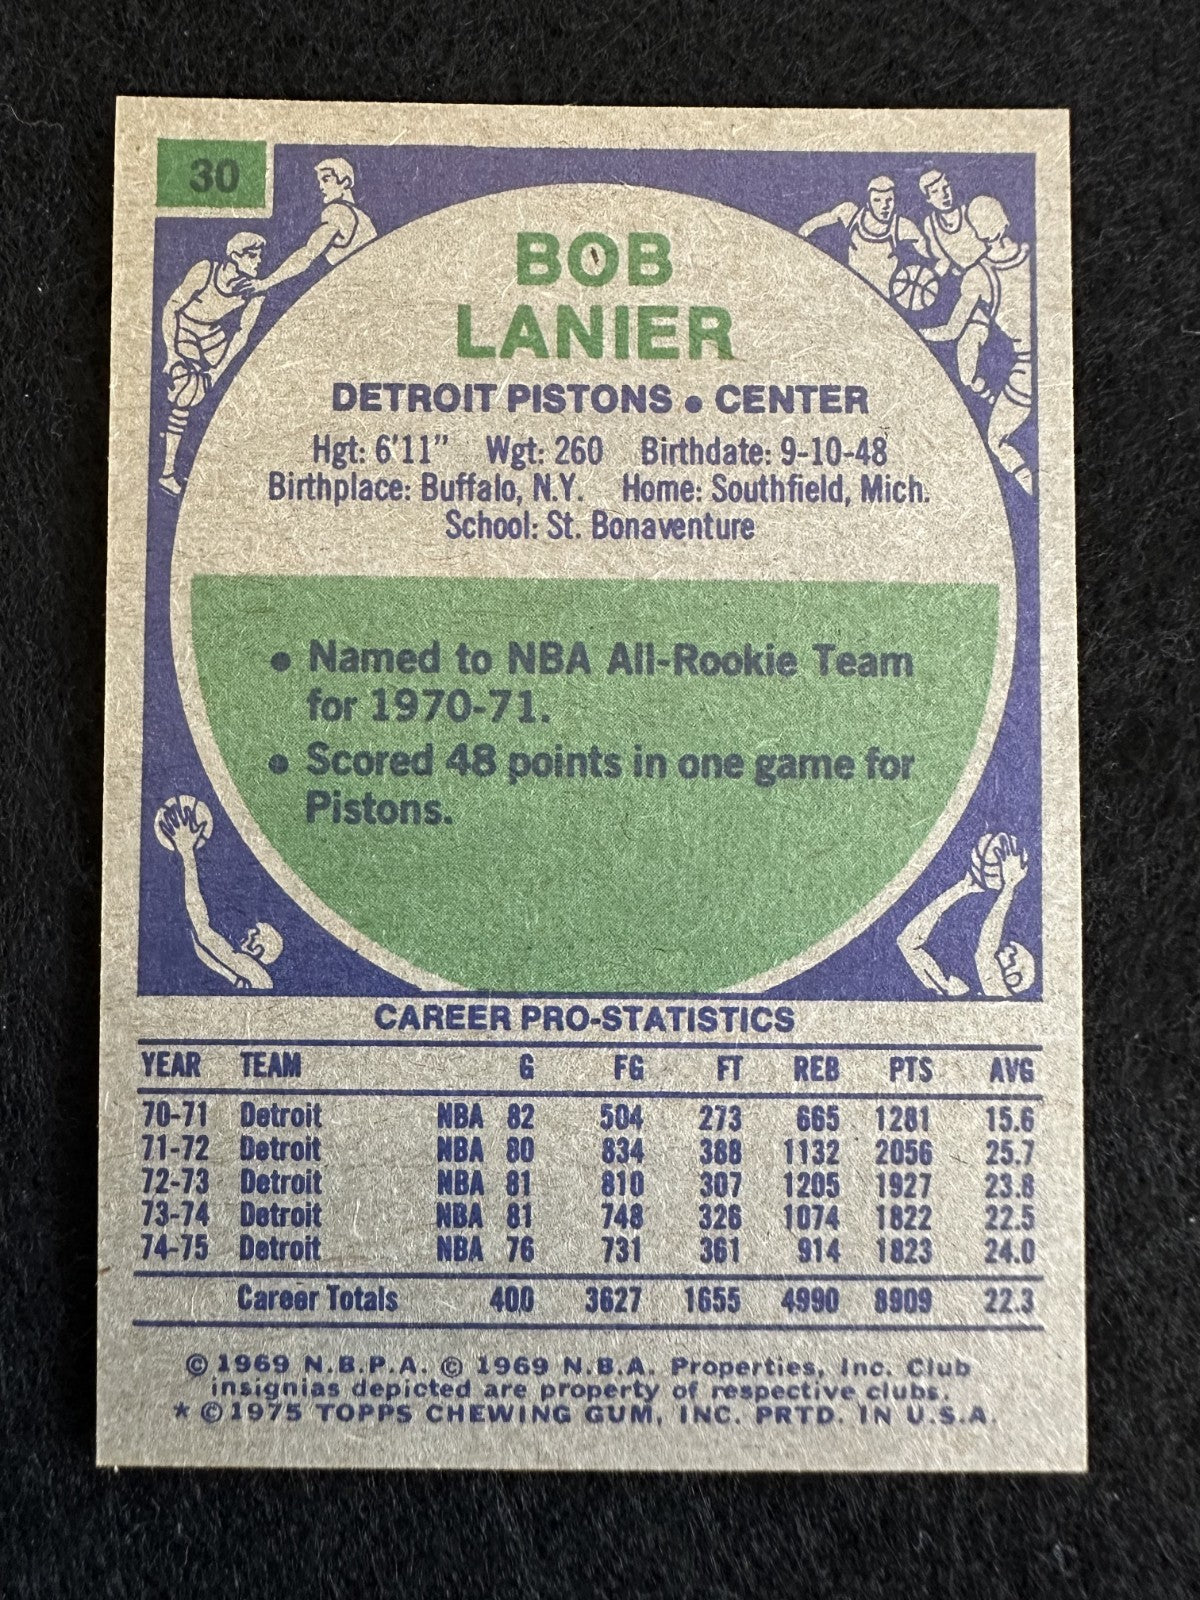 30
BOB
LANIER
DETROIT PISTONS • CENTER
Hgt: 6'11" Wgt: 260 Birthdate: 9-10-48
Birthplace: Buffalo, N.Y. Home: Southfield, Mich.
School: St. Bonaventure
• Named to NBA All-Rookie Team
for 1970-71.
• Scored 48 points in one game for
Pistons.
CAREER PRO-STATISTICS
YEAR TEAM G FG FT REB PTS AVG
70-71 Detroit NBA 82 504 273 665 1281 15.6
71-72 Detroit NBA 80 834 388 1132 2056 25.7
72-73 Detroit NBA 81 810 307 1205 1927 23.8
73-74 Detroit NBA 81 748 326 1074 1822 22.5
74-75 Detroit NBA 76 731 361 914 1823 24.0
Career Totals 400 3627 1655 4990 8909 22.3
© 1969 N.B.P.A. © 1969 N.B.A. Properties, Inc. Club
insignias depicted are property of respective clubs.
* © 1975 TOPPS CHEWING GUM, INC. PRTD. IN U.S.A.